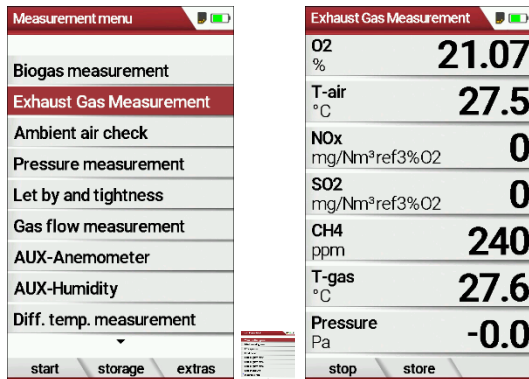 Measurement menu
Biogas measurement
Exhaust Gas Measurement
Ambient air check
Pressure measurement
Let by and tightness
Gas flow measurement
AUX-Anemometer
AUX-Humidity
Diff. temp. measurement
start storage extras
Exhaust Gas Measurement
O2 21.07
%
T-air 27.5
°C
NOx 0
mg/Nm³ref3%O2
SO2 0
mg/Nm³ref3%O2
CH4 240
ppm
T-gas 27.6
°C
Pressure -0.0
Pa
stop store